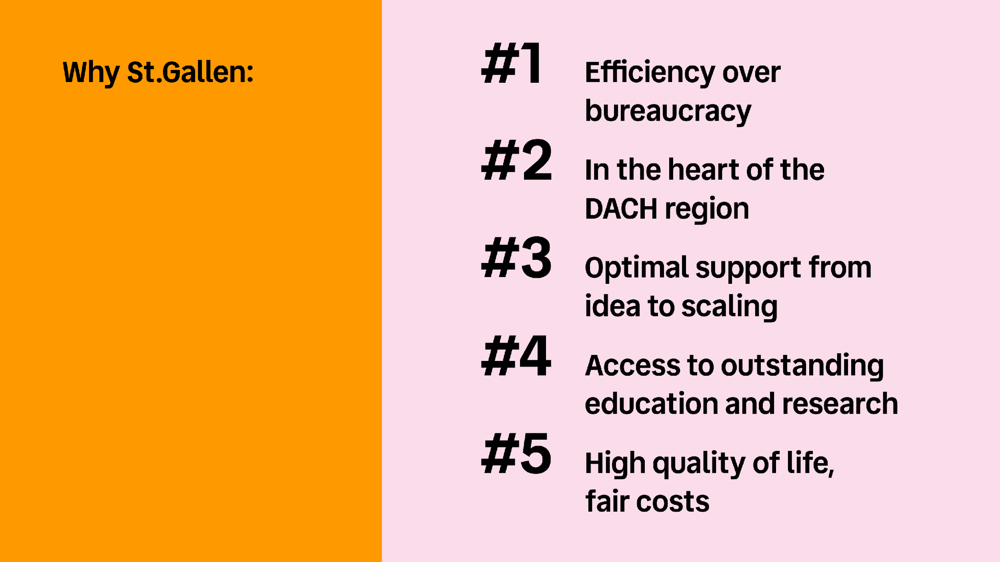 Why St.Gallen:
#1 Efficiency over
bureaucracy
#2 In the heart of the
DACH region
#3 Optimal support from
idea to scaling
#4 Access to outstanding
education and research
#5 High quality of life,
fair costs